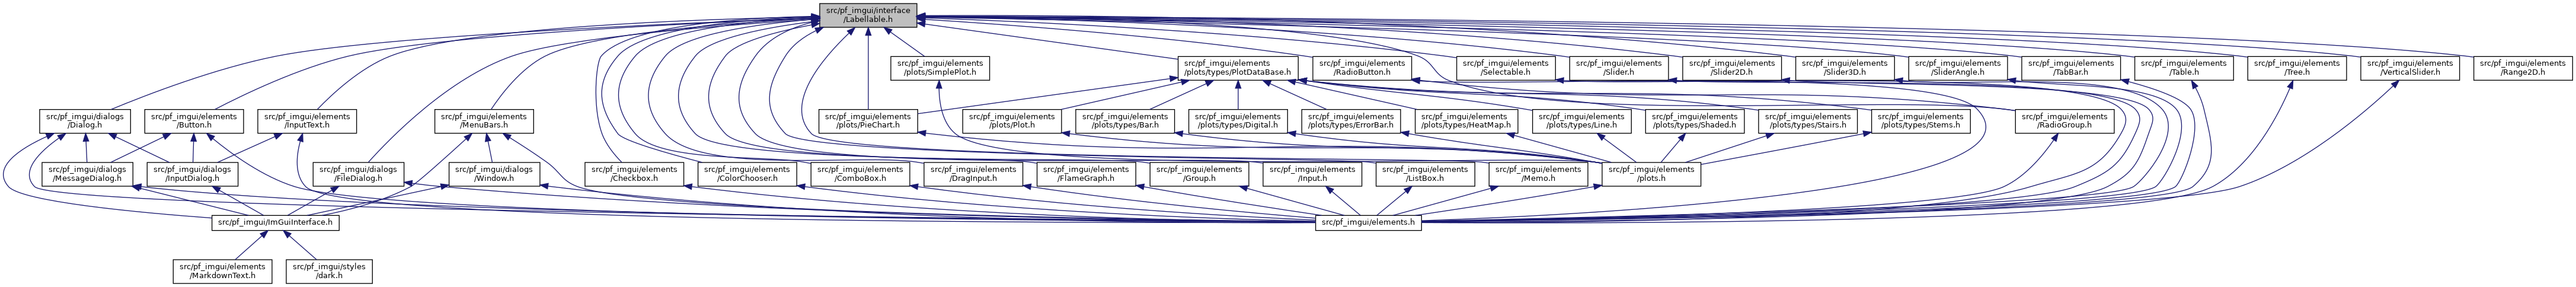 src/pf_imgui/interface
/Labellable.h
src/pf_imgui/elements
/plots/SimplePlot.h
src/pf_imgui/elements
/plots/types/PlotDataBase.h
src/pf_imgui/elements
/RadioButton.h
src/pf_imgui/elements
/Selectable.h
src/pf_imgui/elements
/Slider.h
src/pf_imgui/elements
/Slider2D.h
src/pf_imgui/elements
/Slider3D.h
src/pf_imgui/elements
/SliderAngle.h
src/pf_imgui/elements
/TabBar.h
src/pf_imgui/elements
/Table.h
src/pf_imgui/elements
/Tree.h
src/pf_imgui/elements
/VerticalSlider.h
src/pf_imgui/elements
/Range2D.h
src/pf_imgui/dialogs
/Dialog.h
src/pf_imgui/elements
/Button.h
src/pf_imgui/elements
/InputText.h
src/pf_imgui/elements
/MenuBars.h
src/pf_imgui/elements
/plots/PieChart.h
src/pf_imgui/elements
/plots/Plot.h
src/pf_imgui/elements
/plots/types/Bar.h
src/pf_imgui/elements
/plots/types/Digital.h
src/pf_imgui/elements
/plots/types/ErrorBar.h
src/pf_imgui/elements
/plots/types/HeatMap.h
src/pf_imgui/elements
/plots/types/Line.h
src/pf_imgui/elements
/plots/types/Shaded.h
src/pf_imgui/elements
/plots/types/Stairs.h
src/pf_imgui/elements
/plots/types/Stems.h
src/pf_imgui/elements
/RadioGroup.h
src/pf_imgui/dialogs
/MessageDialog.h
src/pf_imgui/dialogs
/InputDialog.h
src/pf_imgui/dialogs
/FileDialog.h
src/pf_imgui/dialogs
/Window.h
src/pf_imgui/elements
/Checkbox.h
src/pf_imgui/elements
/ColorChooser.h
src/pf_imgui/elements
/ComboBox.h
src/pf_imgui/elements
/DragInput.h
src/pf_imgui/elements
/FlameGraph.h
src/pf_imgui/elements
/Group.h
src/pf_imgui/elements
/Input.h
src/pf_imgui/elements
/ListBox.h
src/pf_imgui/elements
/Memo.h
src/pf_imgui/elements
/plots.h
src/pf_imgui/ImGuiInterface.h
src/pf_imgui/elements.h
src/pf_imgui/elements
/MarkdownText.h
src/pf_imgui/styles
/dark.h